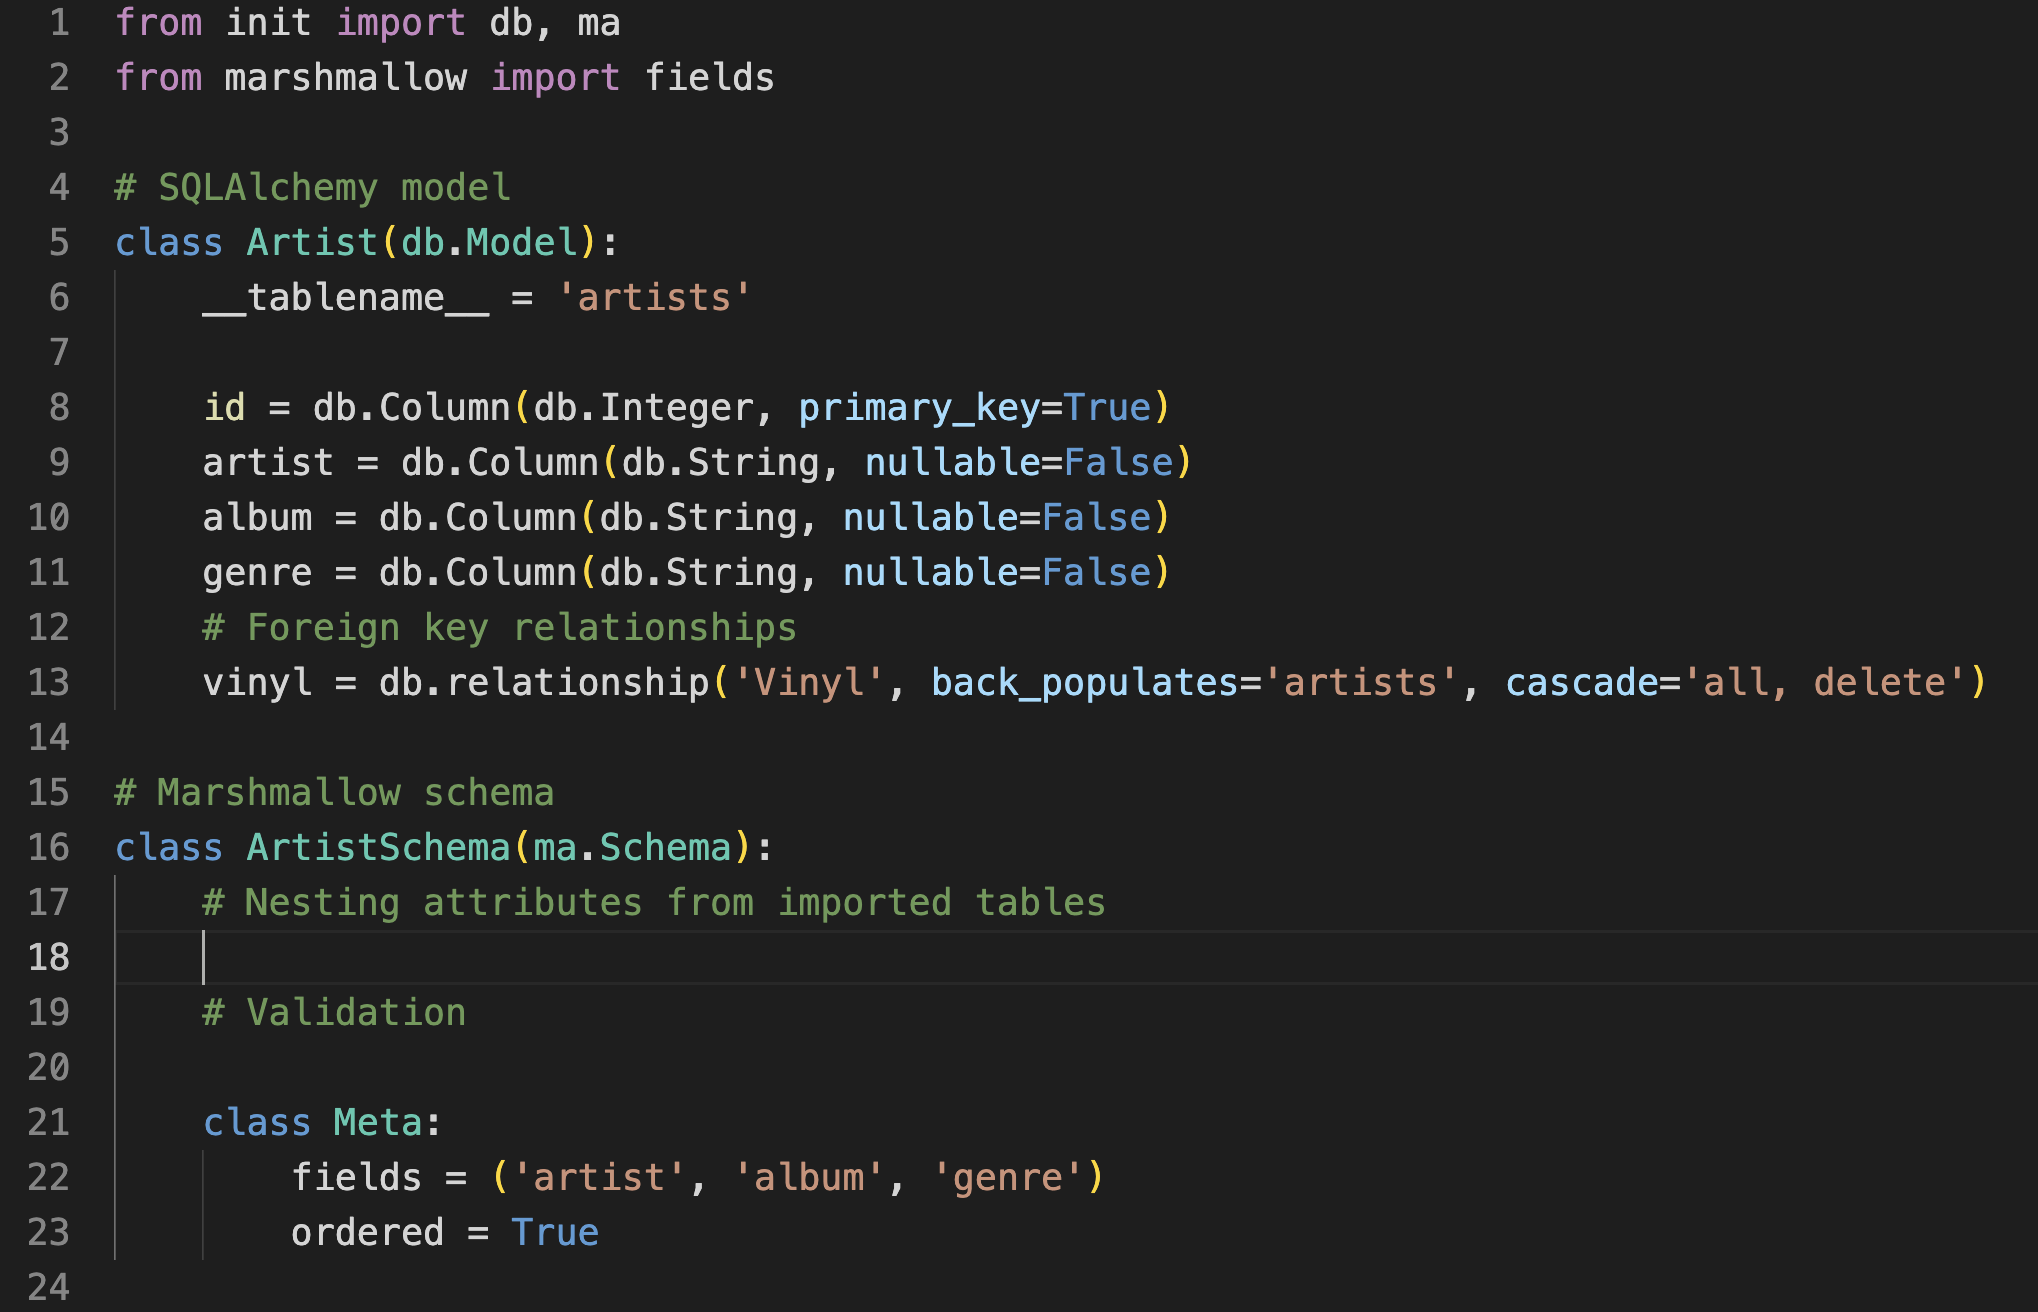 1 from init import db, ma
2 from marshmallow import fields
3
4 # SQLAlchemy model
5 class Artist(db.Model):
6     __tablename__ = 'artists'
7
8     id = db.Column(db.Integer, primary_key=True)
9     artist = db.Column(db.String, nullable=False)
10     album = db.Column(db.String, nullable=False)
11     genre = db.Column(db.String, nullable=False)
12     # Foreign key relationships
13     vinyl = db.relationship('Vinyl', back_populates='artists', cascade='all, delete')
14
15 # Marshmallow schema
16 class ArtistSchema(ma.Schema):
17     # Nesting attributes from imported tables
18
19     # Validation
20
21     class Meta:
22         fields = ('artist', 'album', 'genre')
23         ordered = True
24